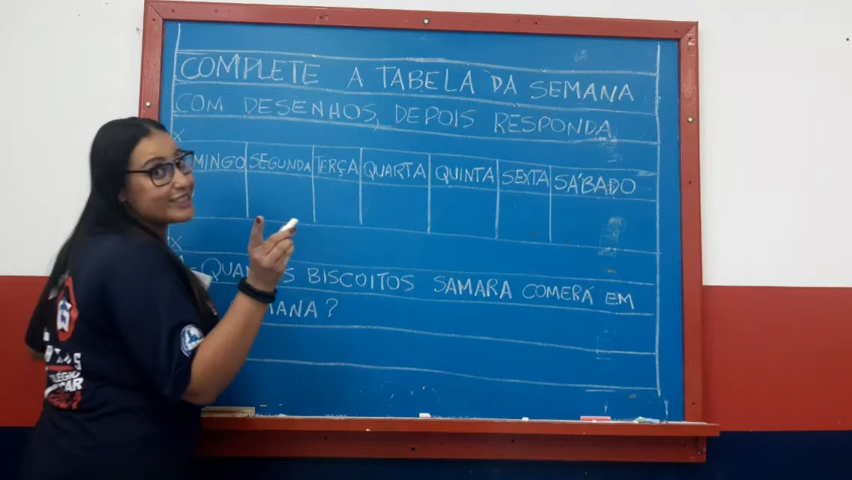 COMPLETE A TABELA DA SEMANA
COM DESENHOS, DEPOIS RESPONDA
MINGO SEGUNDA TERÇA QUARTA QUINTA SEXTA SÁBADO
BISCOITOS SAMARA COMERÁ EM
ANA?